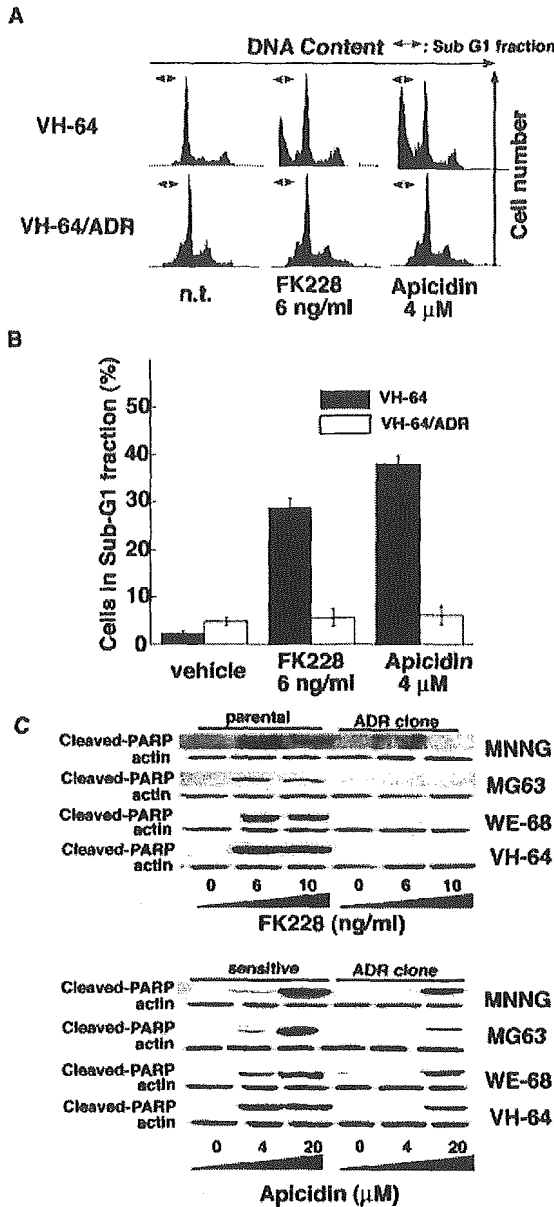 A
DNA Content ◄--►: Sub G1 fraction
VH-64
VH-64/ADR
Cell number
n.t.
FK228
6 ng/ml
Apicidin
4 μM
B
Cells in Sub-G1 fraction (%)
50
40
30
20
10
0
VH-64
VH-64/ADR
vehicle
FK228
6 ng/ml
Apicidin
4 μM
C
parental ADR clone
Cleaved-PARP MNNG
actin
Cleaved-PARP MG63
actin
Cleaved-PARP WE-68
actin
Cleaved-PARP VH-64
actin
0 6 10 0 6 10
FK228 (ng/ml)
sensitive ADR clone
Cleaved-PARP MNNG
actin
Cleaved-PARP MG63
actin
Cleaved-PARP WE-68
actin
Cleaved-PARP VH-64
actin
0 4 20 0 4 20
Apicidin (μM)